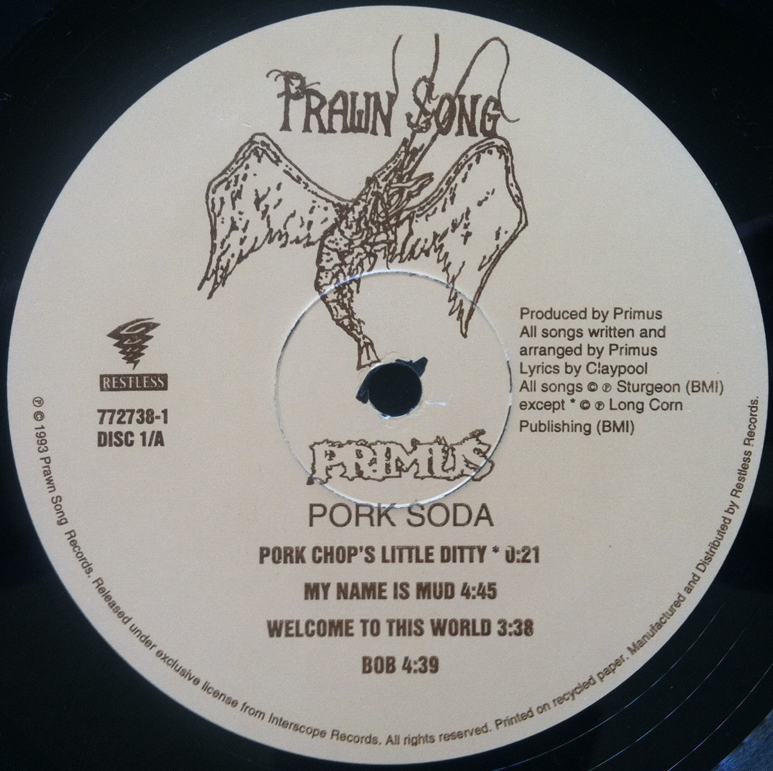 PRAWN SONG
RESTLESS
772738-1
DISC 1/A
Produced by Primus
All songs written and
arranged by Primus
Lyrics by Claypool
All songs © ℗ Sturgeon (BMI)
except * © ℗ Long Corn
Publishing (BMI)
PRIMUS
PORK SODA
PORK CHOP'S LITTLE DITTY * 0:21
MY NAME IS MUD 4:45
WELCOME TO THIS WORLD 3:38
BOB 4:39
℗ © 1993 Prawn Song Records. Released under exclusive license from Interscope Records. All rights reserved. Printed on recycled paper. Manufactured and Distributed by Restless Records.